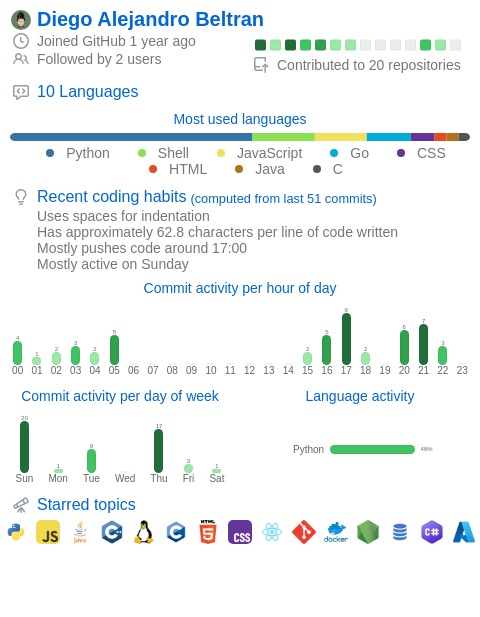 Diego Alejandro Beltran
Joined GitHub 1 year ago
Followed by 2 users
Contributed to 20 repositories
10 Languages
Most used languages
Python Shell JavaScript Go CSS
HTML Java C
Recent coding habits (computed from last 51 commits)
Uses spaces for indentation
Has approximately 62.8 characters per line of code written
Mostly pushes code around 17:00
Mostly active on Sunday
Commit activity per hour of day
4 1 2 3 2 5 2 5 9 2 6 7 3
00 01 02 03 04 05 06 07 08 09 10 11 12 13 14 15 16 17 18 19 20 21 22 23
Commit activity per day of week
20 1 9 17 3 1
Sun Mon Tue Wed Thu Fri Sat
Language activity
Python 46%
Starred topics
JS Java C++ C HTML 5 CSS docker C#